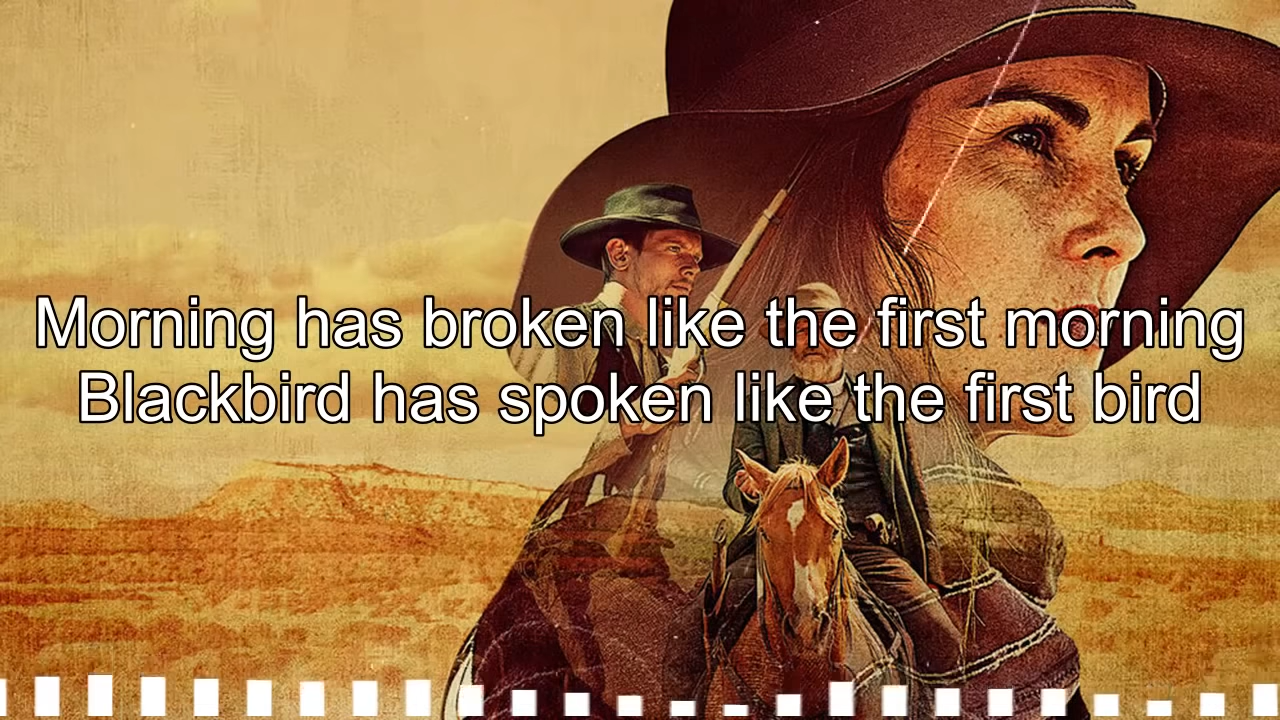 Morning has broken like the first morning
Blackbird has spoken like the first bird